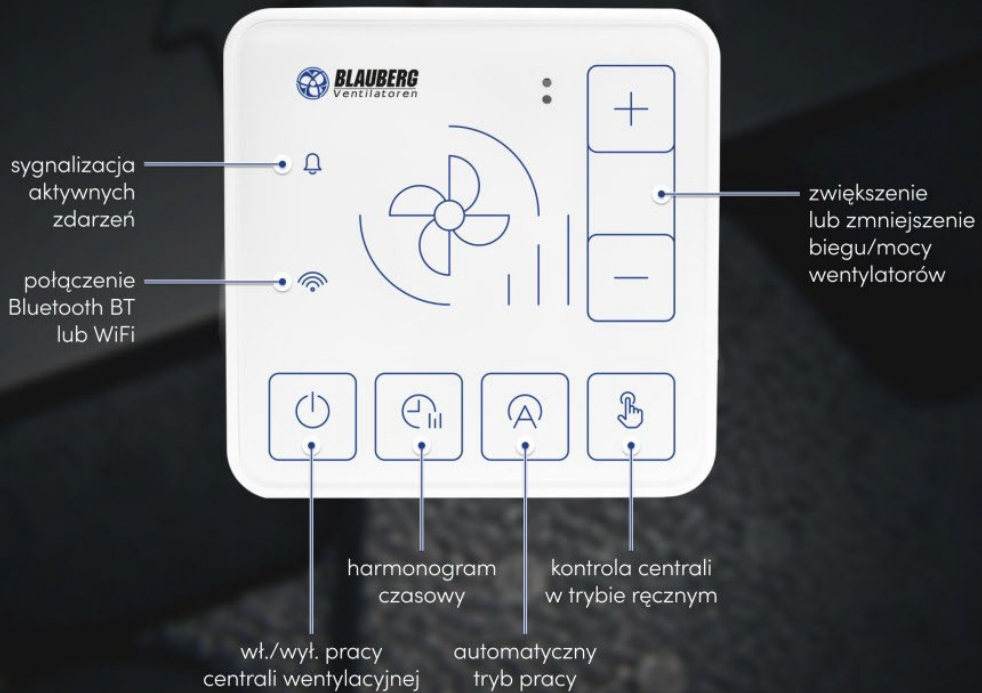 BLAUBERG
Ventilatoren
+
sygnalizacja
aktywnych
zdarzeń
zwiększenie
lub zmniejszenie
biegu/mocy
wentylatorów
połączenie
Bluetooth BT
lub WiFi
−
A
harmonogram
czasowy
kontrola centrali
w trybie ręcznym
wł./wył. pracy
centrali wentylacyjnej
automatyczny
tryb pracy